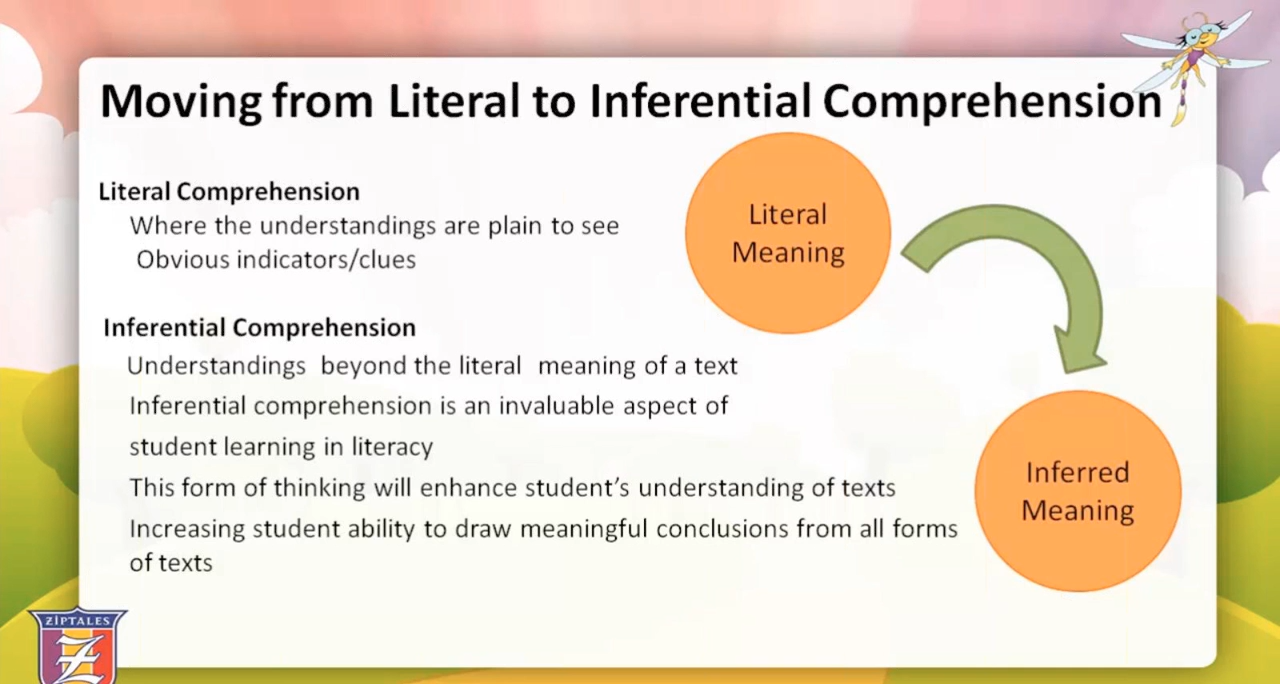 Moving from Literal to Inferential Comprehension
Literal Comprehension
Where the understandings are plain to see
Obvious indicators/clues
Inferential Comprehension
Understandings beyond the literal meaning of a text
Inferential comprehension is an invaluable aspect of
student learning in literacy
This form of thinking will enhance student's understanding of texts
Increasing student ability to draw meaningful conclusions from all forms
of texts
Literal
Meaning
Inferred
Meaning
ZIPTALES
Z